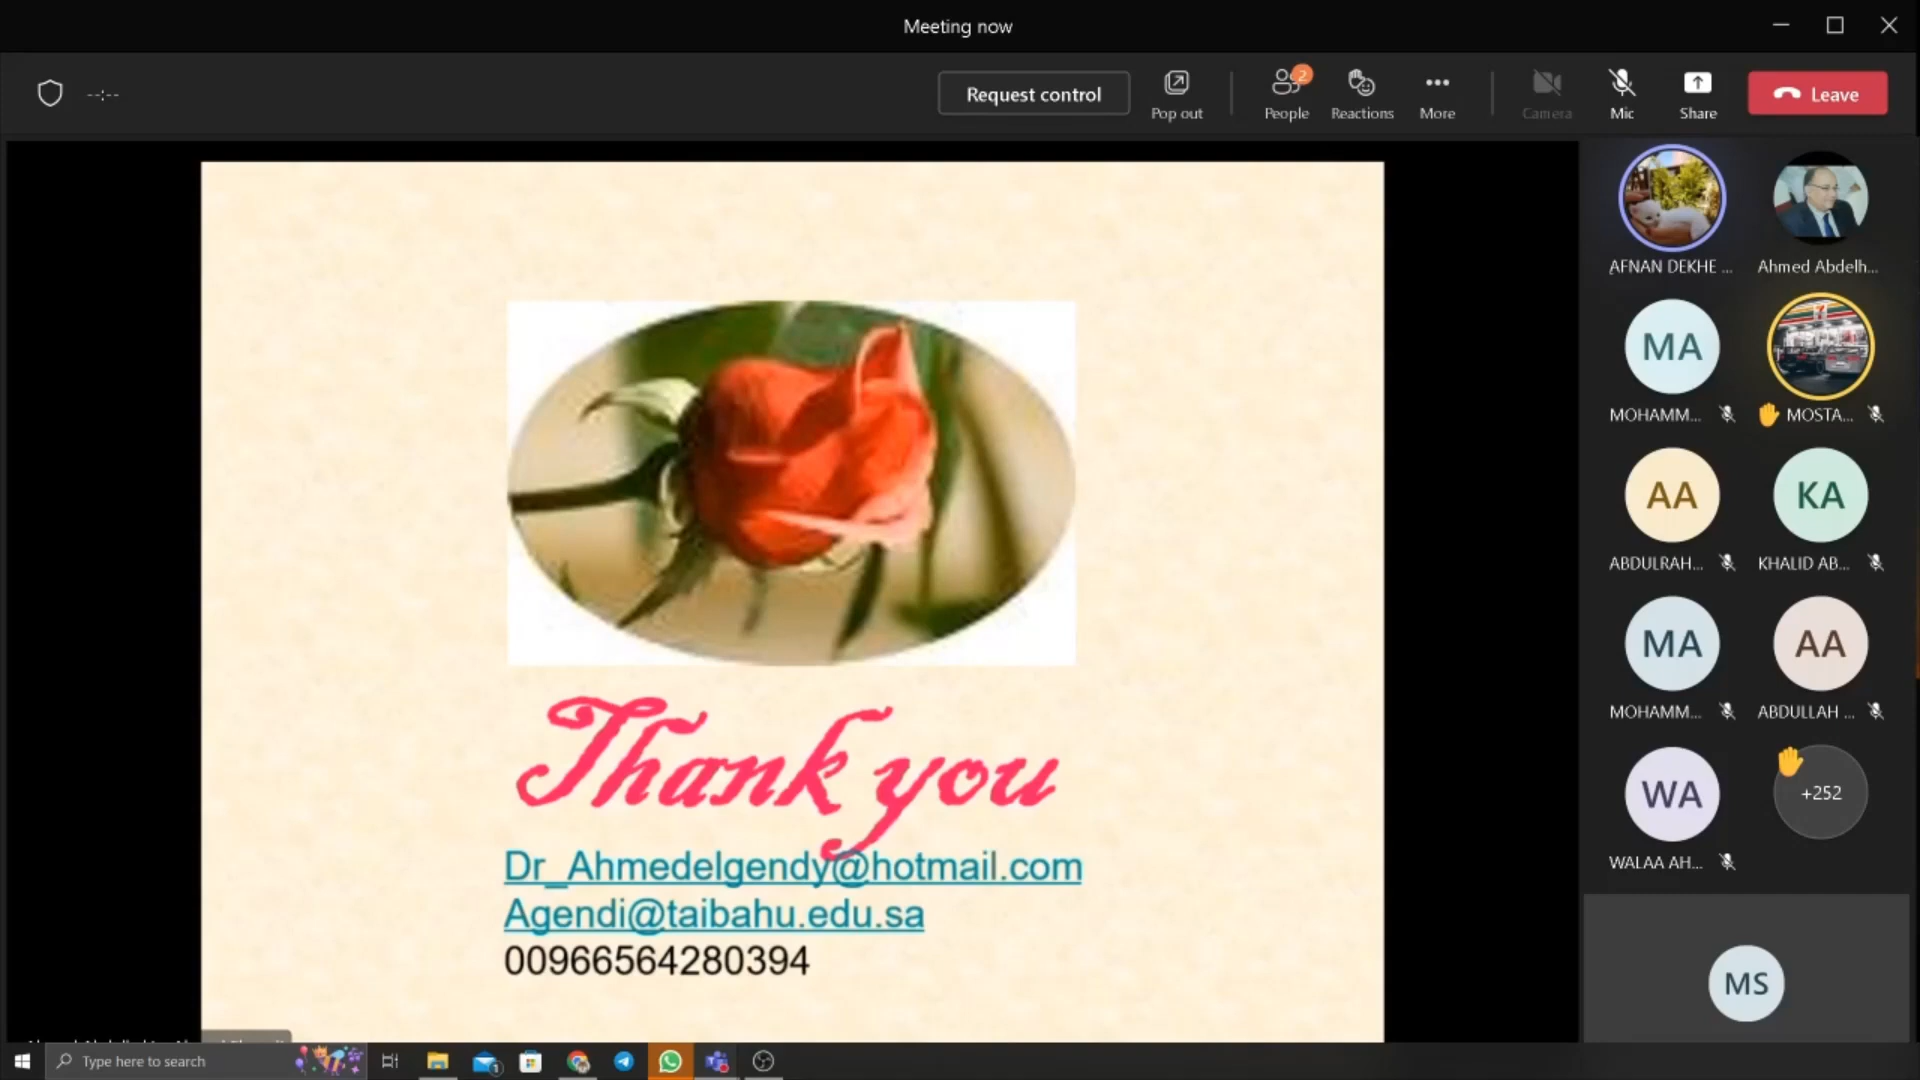 Meeting now
--:--
Request control
Pop out
People
2
Reactions
More
Camera
Mic
Share
Leave
AFNAN DEKHE ...
Ahmed Abdelh...
MA
MOHAMM...
MOSTA...
AA
KA
ABDULRAH...
KHALID AB...
MA
AA
MOHAMM...
ABDULLAH ...
WA
+252
WALAA AH...
MS
Thank you
Dr_Ahmedelgendy@hotmail.com
Agendi@taibahu.edu.sa
00966564280394
Type here to search
1